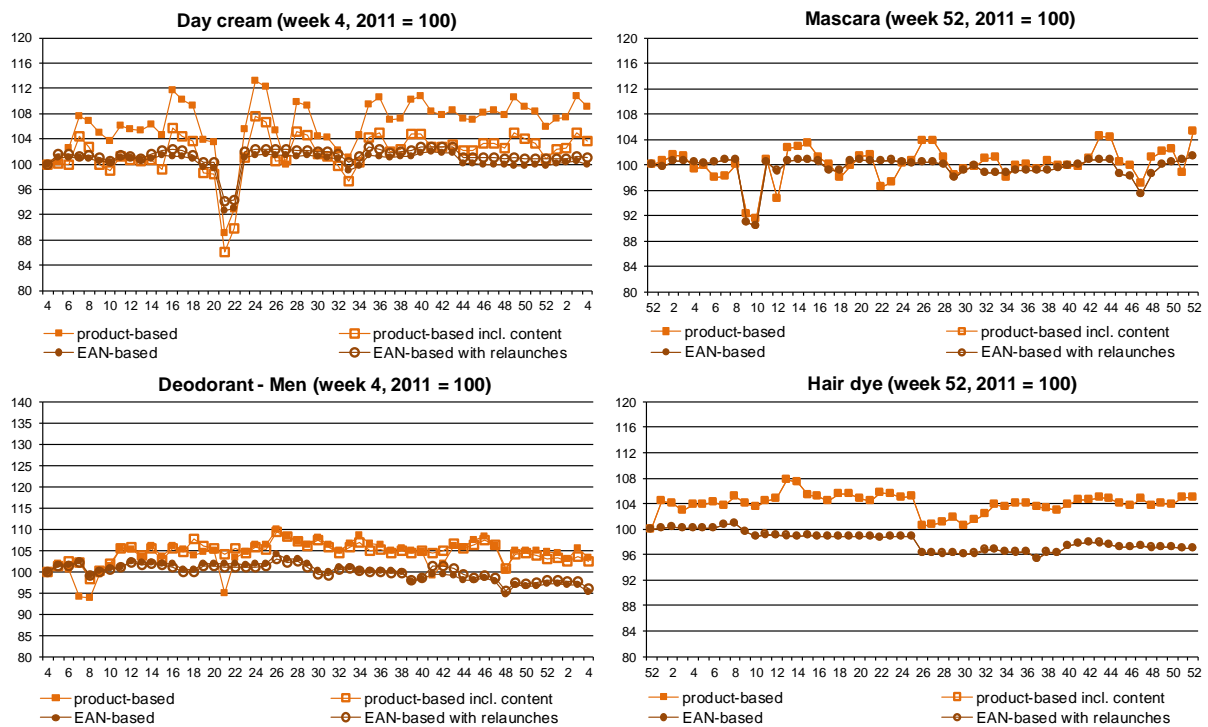 Day cream (week 4, 2011 = 100)
120
116
112
108
104
100
96
92
88
84
80
4 6 8 10 12 14 16 18 20 22 24 26 28 30 32 34 36 38 40 42 44 46 48 50 52 2 4
product-based product-based incl. content
EAN-based EAN-based with relaunches
Mascara (week 52, 2011 = 100)
120
116
112
108
104
100
96
92
88
84
80
52 2 4 6 8 10 12 14 16 18 20 22 24 26 28 30 32 34 36 38 40 42 44 46 48 50 52
product-based product-based incl. content
EAN-based EAN-based with relaunches
Deodorant - Men (week 4, 2011 = 100)
140
135
130
125
120
115
110
105
100
95
90
85
80
4 6 8 10 12 14 16 18 20 22 24 26 28 30 32 34 36 38 40 42 44 46 48 50 52 2 4
product-based product-based incl. content
EAN-based EAN-based with relaunches
Hair dye (week 52, 2011 = 100)
120
116
112
108
104
100
96
92
88
84
80
52 2 4 6 8 10 12 14 16 18 20 22 24 26 28 30 32 34 36 38 40 42 44 46 48 50 52
product-based product-based incl. content
EAN-based EAN-based with relaunches